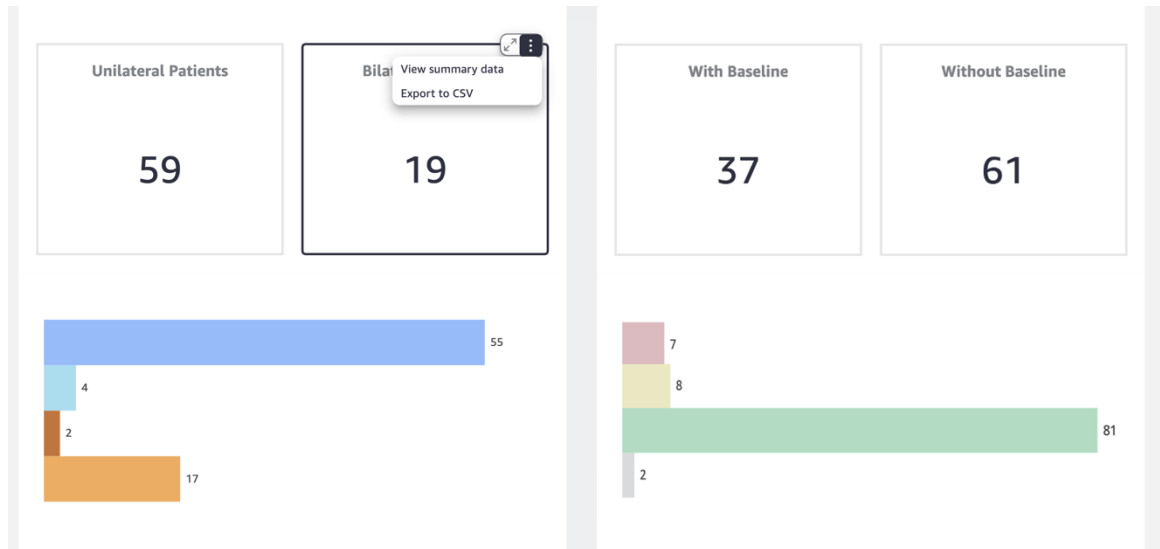 Unilateral Patients
Bilat
View summary data
Export to CSV
With Baseline
Without Baseline
59
19
37
61
55
4
2
17
7
8
81
2